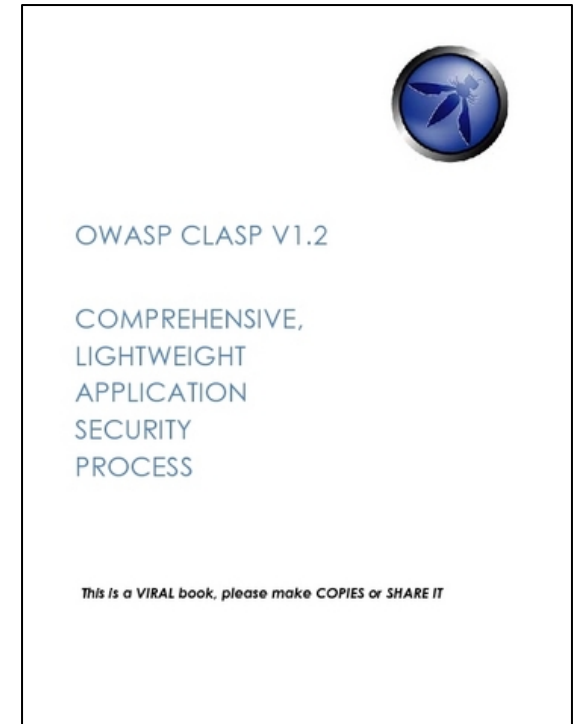 OWASP CLASP V1.2
COMPREHENSIVE,
LIGHTWEIGHT
APPLICATION
SECURITY
PROCESS
This is a VIRAL book, please make COPIES or SHARE IT